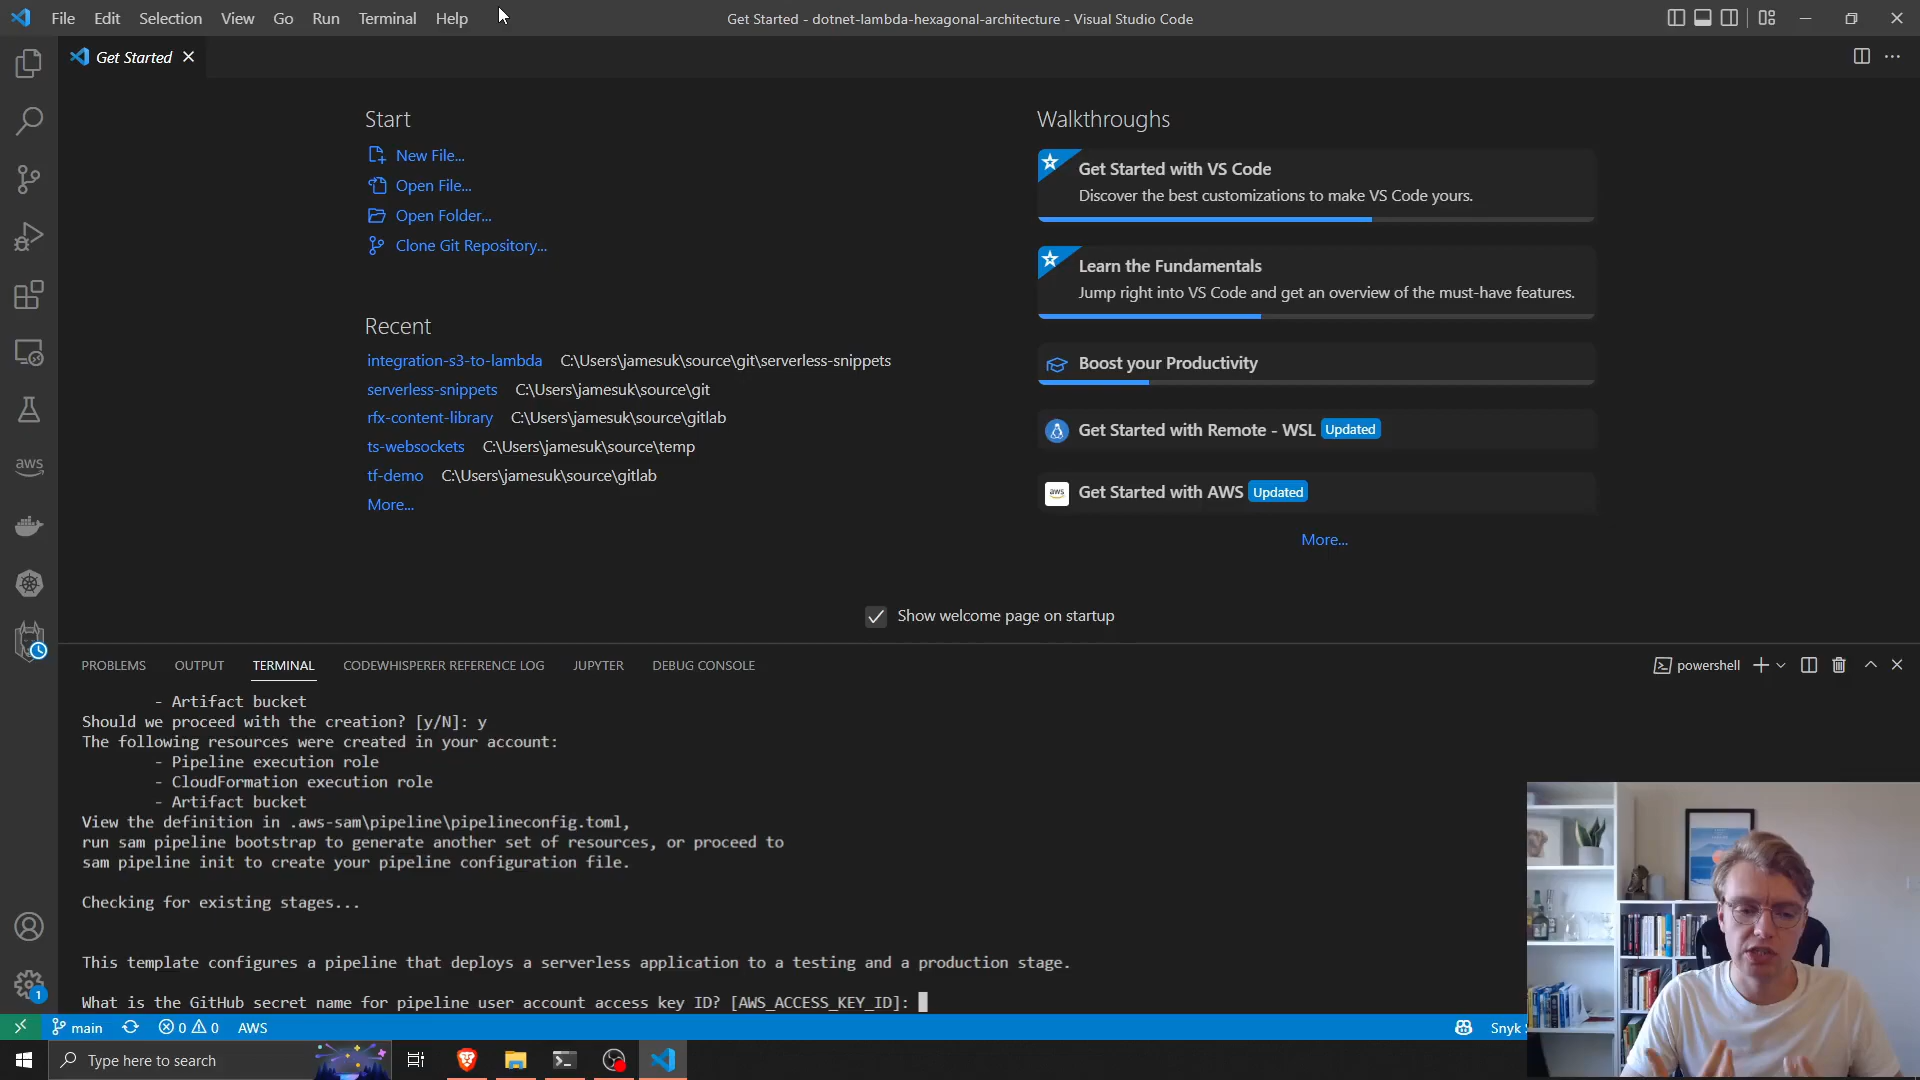 File Edit Selection View Go Run Terminal Help
Get Started - dotnet-lambda-hexagonal-architecture - Visual Studio Code
Get Started
Start
New File...
Open File...
Open Folder...
Clone Git Repository...
Recent
integration-s3-to-lambda C:\Users\jamesuk\source\git\serverless-snippets
serverless-snippets C:\Users\jamesuk\source\git
rfx-content-library C:\Users\jamesuk\source\gitlab
ts-websockets C:\Users\jamesuk\source\temp
tf-demo C:\Users\jamesuk\source\gitlab
More...
Walkthroughs
Get Started with VS Code
Discover the best customizations to make VS Code yours.
Learn the Fundamentals
Jump right into VS Code and get an overview of the must-have features.
Boost your Productivity
Get Started with Remote - WSL Updated
aws Get Started with AWS Updated
More...
Show welcome page on startup
aws
1
PROBLEMS OUTPUT TERMINAL CODEWHISPERER REFERENCE LOG JUPYTER DEBUG CONSOLE
powershell
- Artifact bucket
Should we proceed with the creation? [y/N]: y
The following resources were created in your account:
- Pipeline execution role
- CloudFormation execution role
- Artifact bucket
View the definition in .aws-sam\pipeline\pipelineconfig.toml,
run sam pipeline bootstrap to generate another set of resources, or proceed to
sam pipeline init to create your pipeline configuration file.
Checking for existing stages...
This template configures a pipeline that deploys a serverless application to a testing and a production stage.
What is the GitHub secret name for pipeline user account access key ID? [AWS_ACCESS_KEY_ID]:
main 0 0 AWS
Snyk
Type here to search